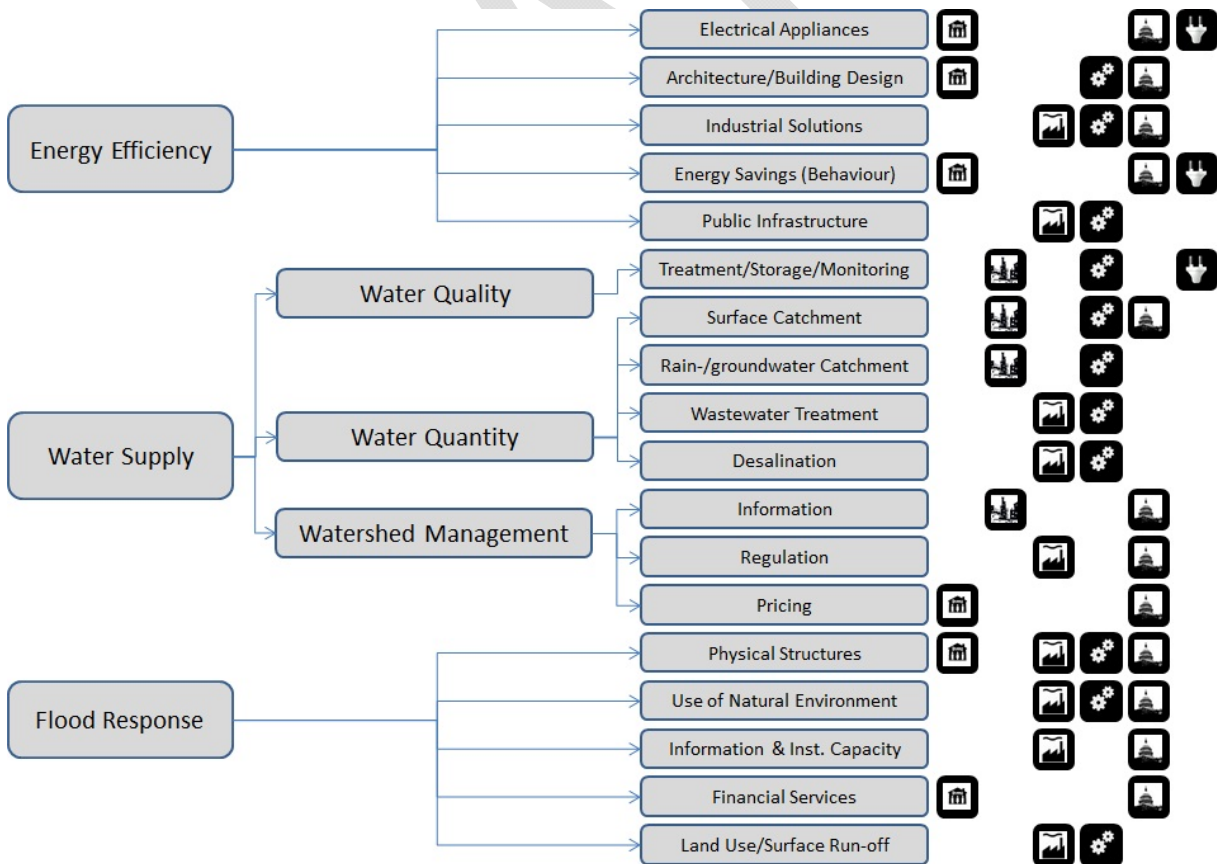 Electrical Appliances
Architecture/Building Design
Energy Efficiency
Industrial Solutions
Energy Savings (Behaviour)
Public Infrastructure
Water Quality
Treatment/Storage/Monitoring
Surface Catchment
Rain-/groundwater Catchment
Water Supply
Water Quantity
Wastewater Treatment
Desalination
Watershed Management
Information
Regulation
Pricing
Flood Response
Physical Structures
Use of Natural Environment
Information & Inst. Capacity
Financial Services
Land Use/Surface Run-off